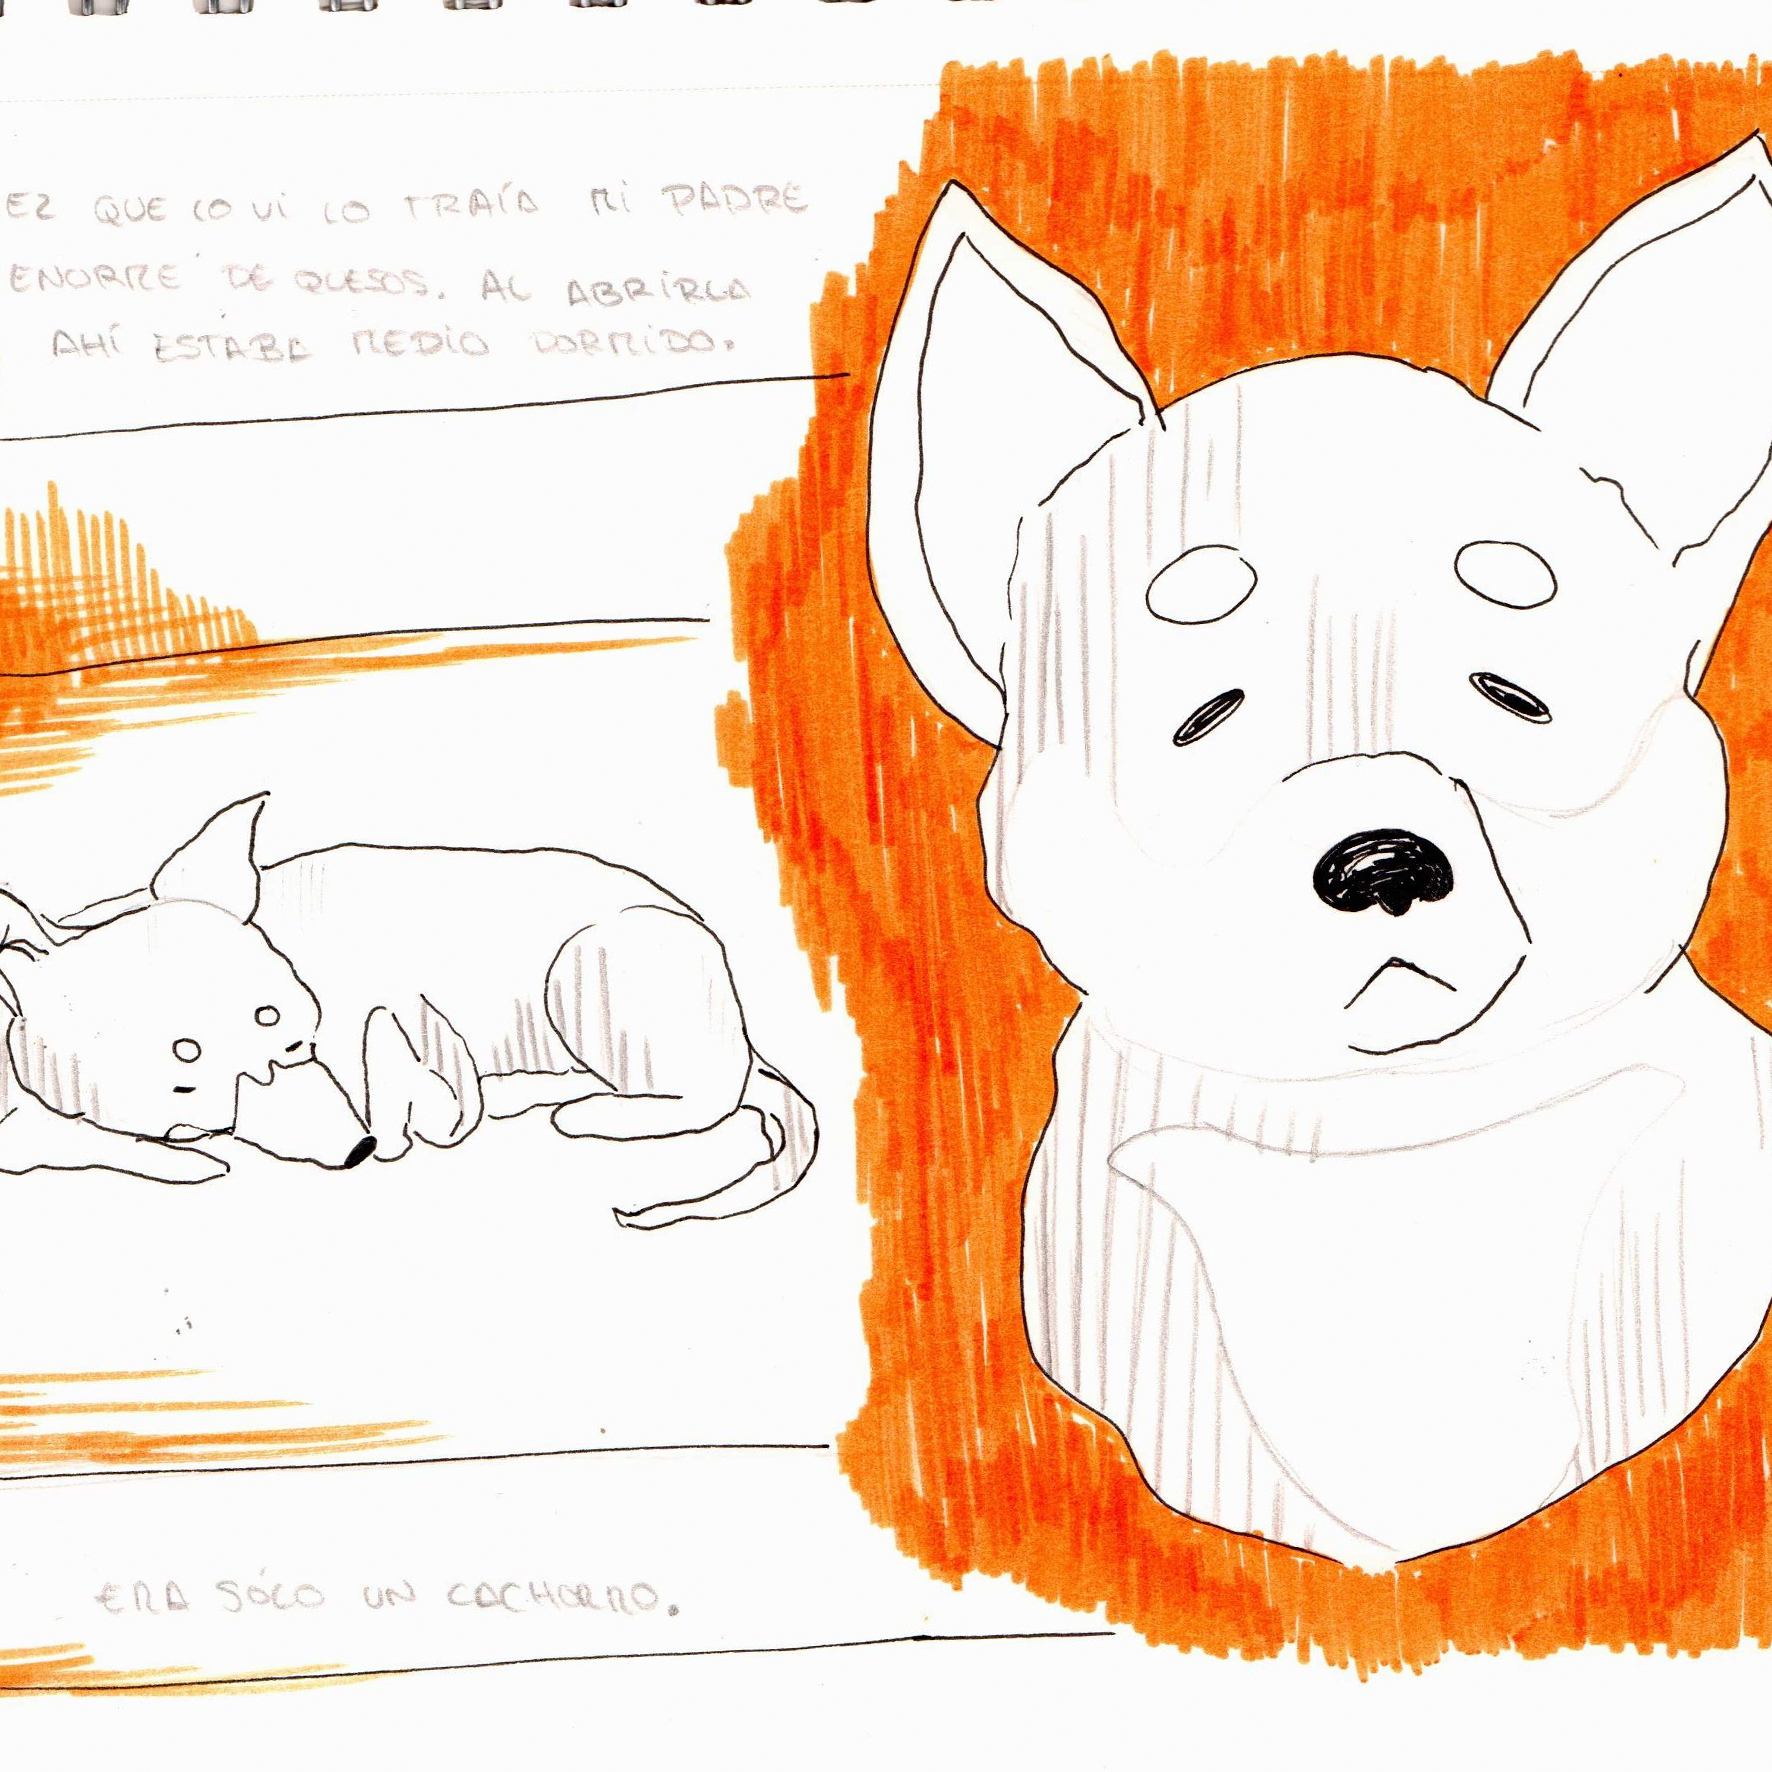 EZ QUE LO VI LO TRAÍA MI PADRE
ENORME DE QUESOS. AL ABRIRLA
AHÍ ESTABA MEDIO DORMIDO.
ERA SÓLO UN CACHORRO.